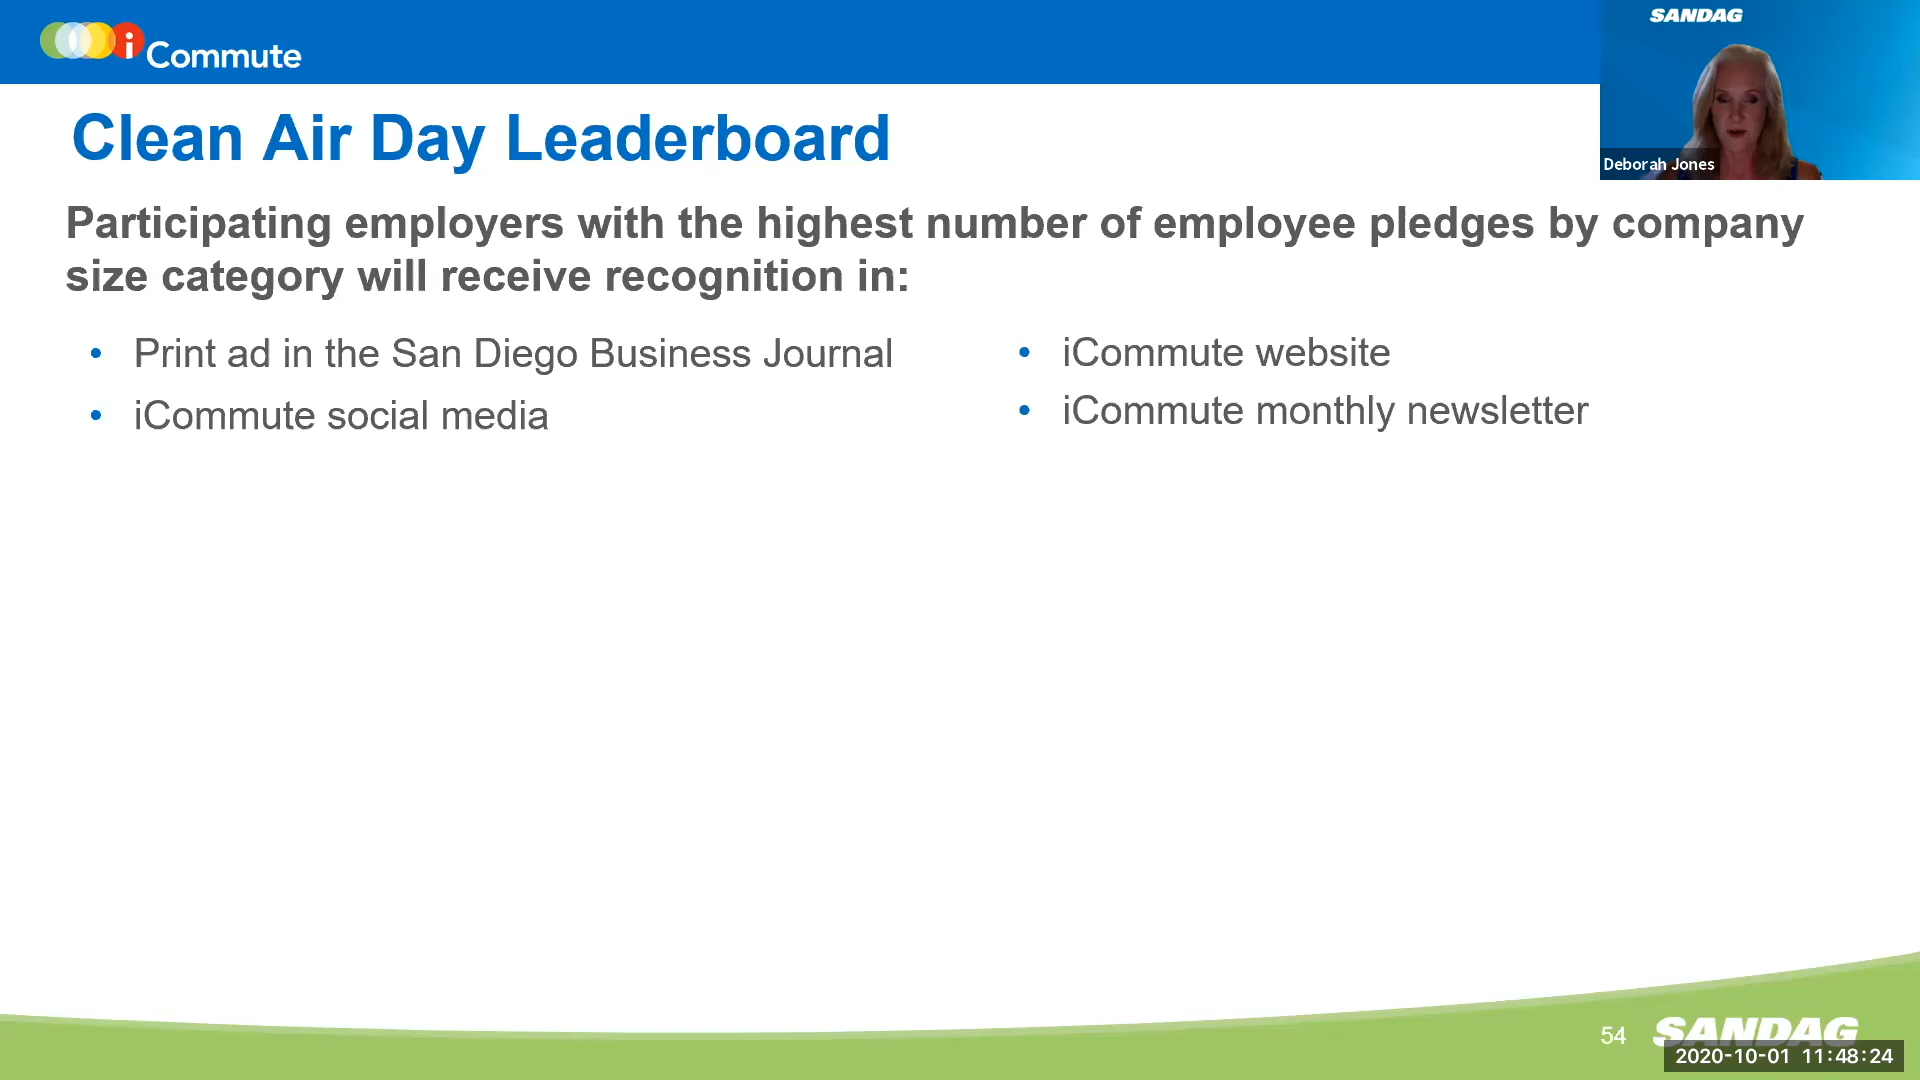 i Commute
SANDAG
Deborah Jones
Clean Air Day Leaderboard
Participating employers with the highest number of employee pledges by company
size category will receive recognition in:
• Print ad in the San Diego Business Journal
• iCommute social media
• iCommute website
• iCommute monthly newsletter
54
SANDAG
2020-10-01 11:48:24